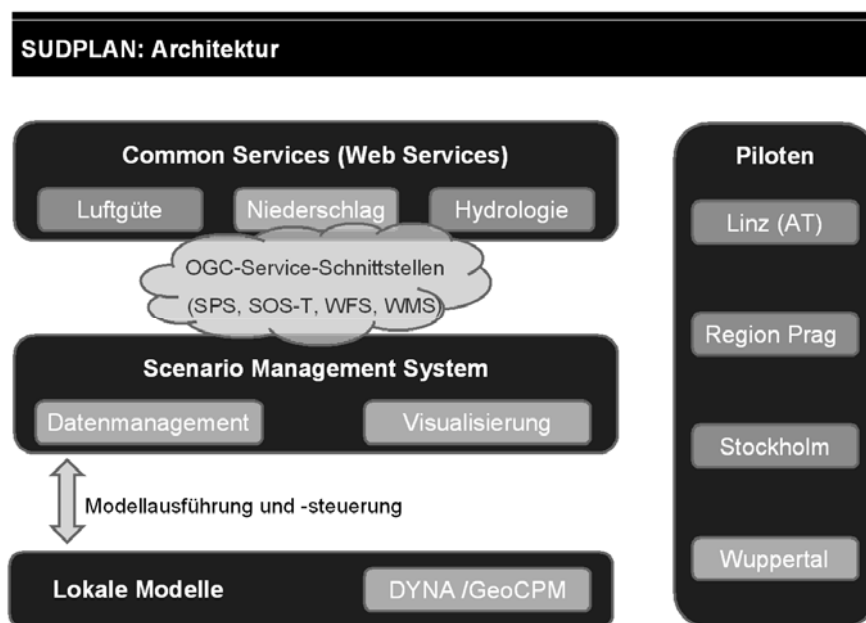 SUDPLAN: Architektur
Common Services (Web Services)
Luftgüte
Niederschlag
Hydrologie
OGC-Service-Schnittstellen
(SPS, SOS-T, WFS, WMS)
Scenario Management System
Datenmanagement
Visualisierung
Modellausführung und -steuerung
Lokale Modelle
DYNA /GeoCPM
Piloten
Linz (AT)
Region Prag
Stockholm
Wuppertal